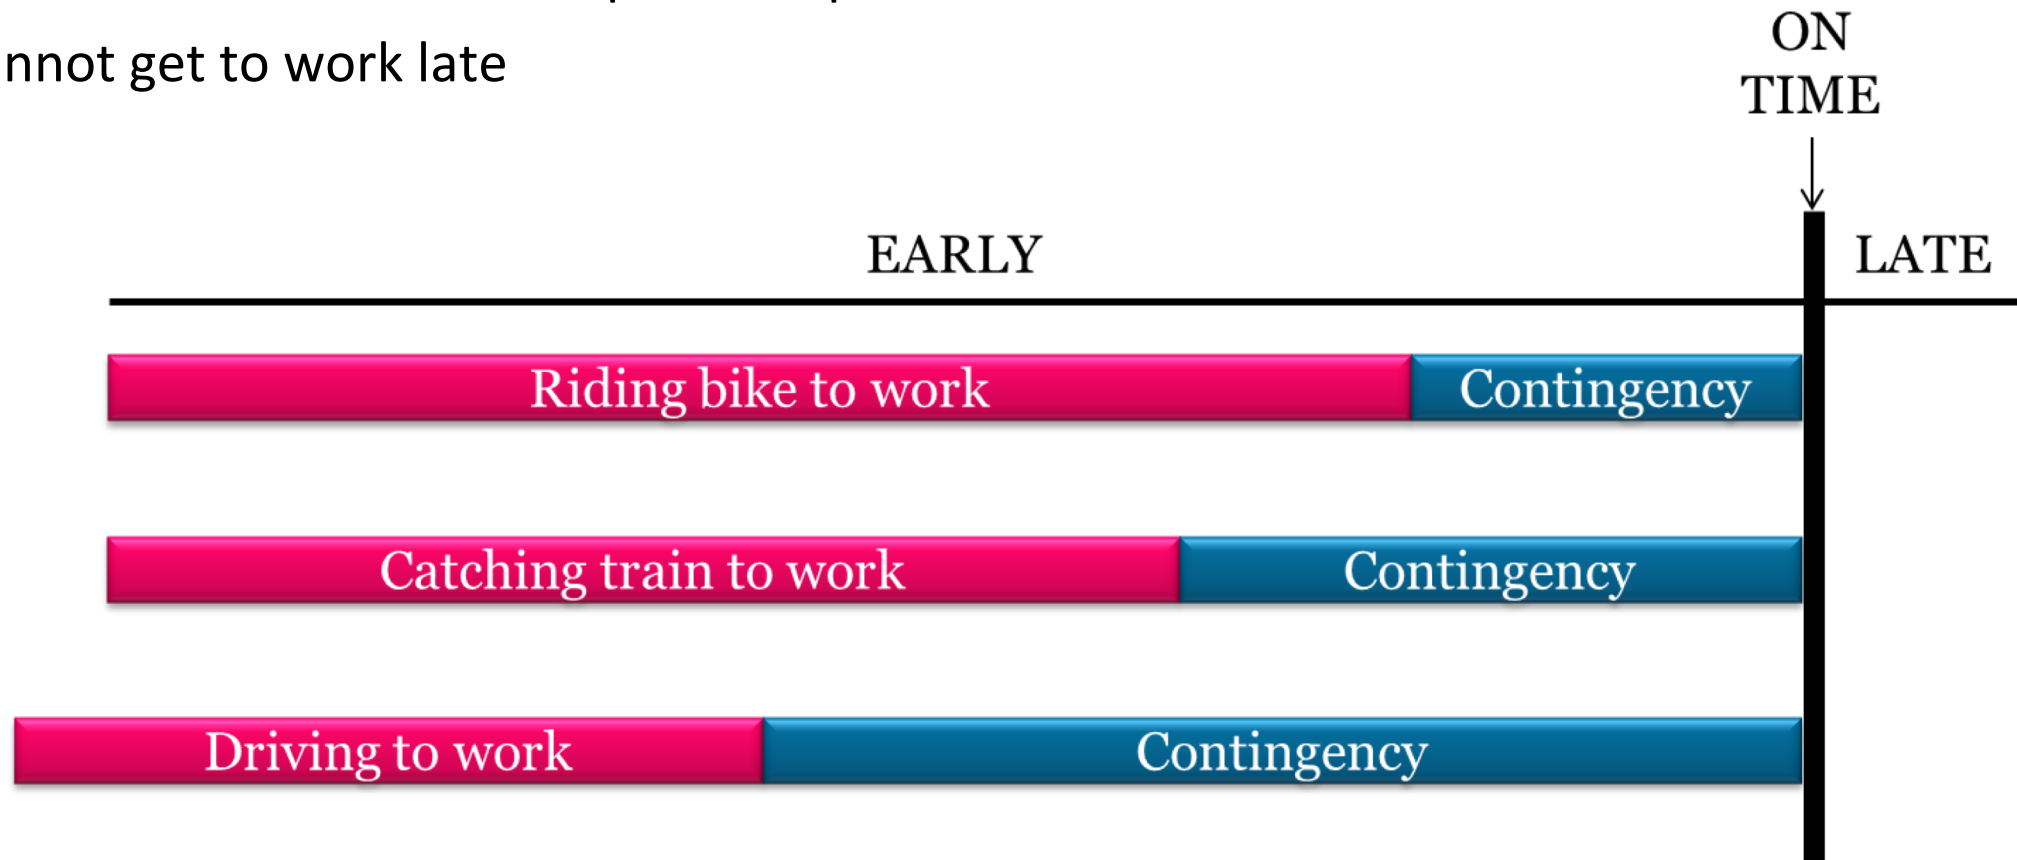 nnot get to work late
ON
TIME
EARLY
LATE
Riding bike to work
Contingency
Catching train to work
Contingency
Driving to work
Contingency